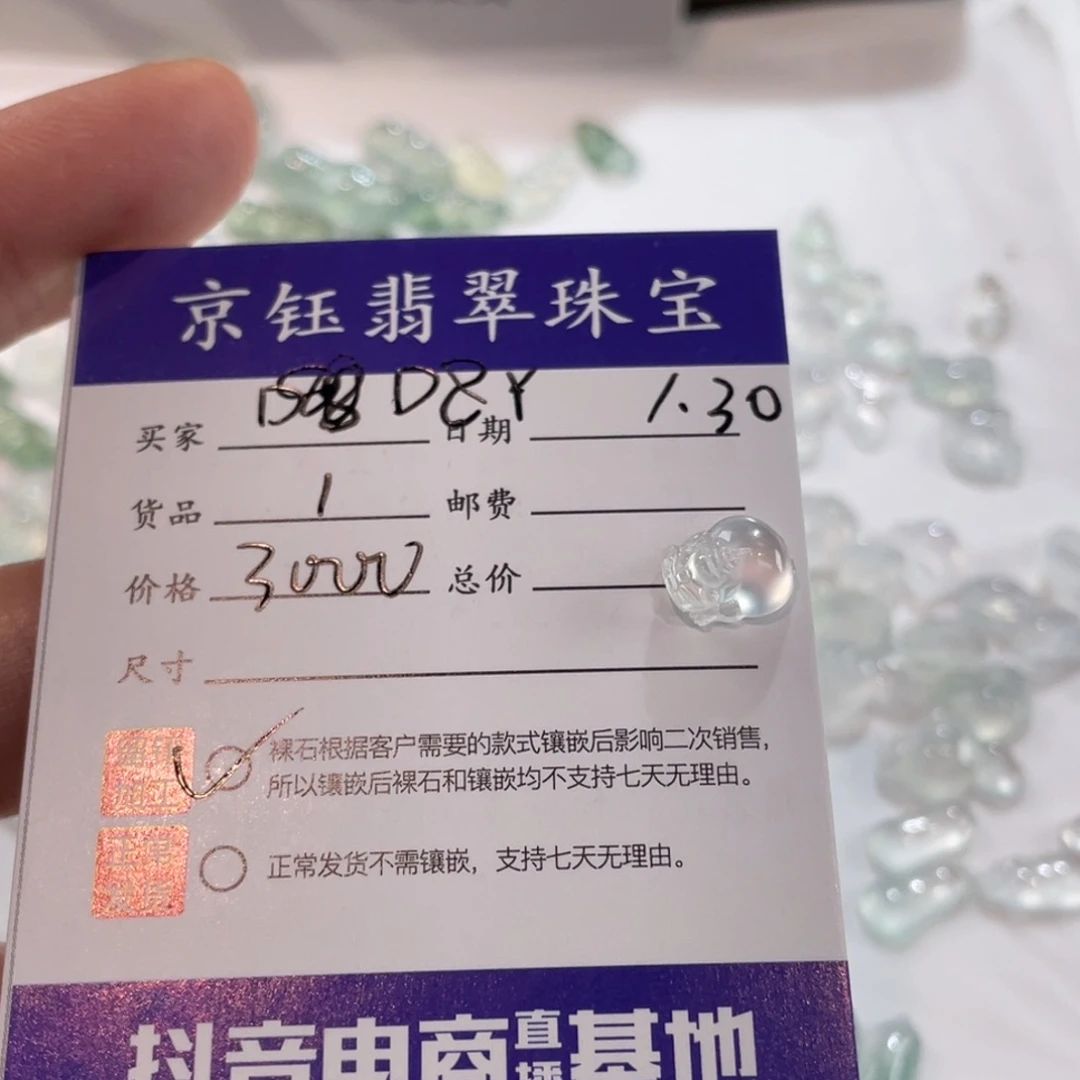 京钰翡翠珠宝
买家 DZY 日期 1.30
货品 1 邮费
价格 3000 总价
尺寸
裸石根据客户需要的款式镶嵌后影响二次销售，
所以镶嵌后裸石和镶嵌均不支持七天无理由。
正常发货不需镶嵌，支持七天无理由。
抖音电商直播基地